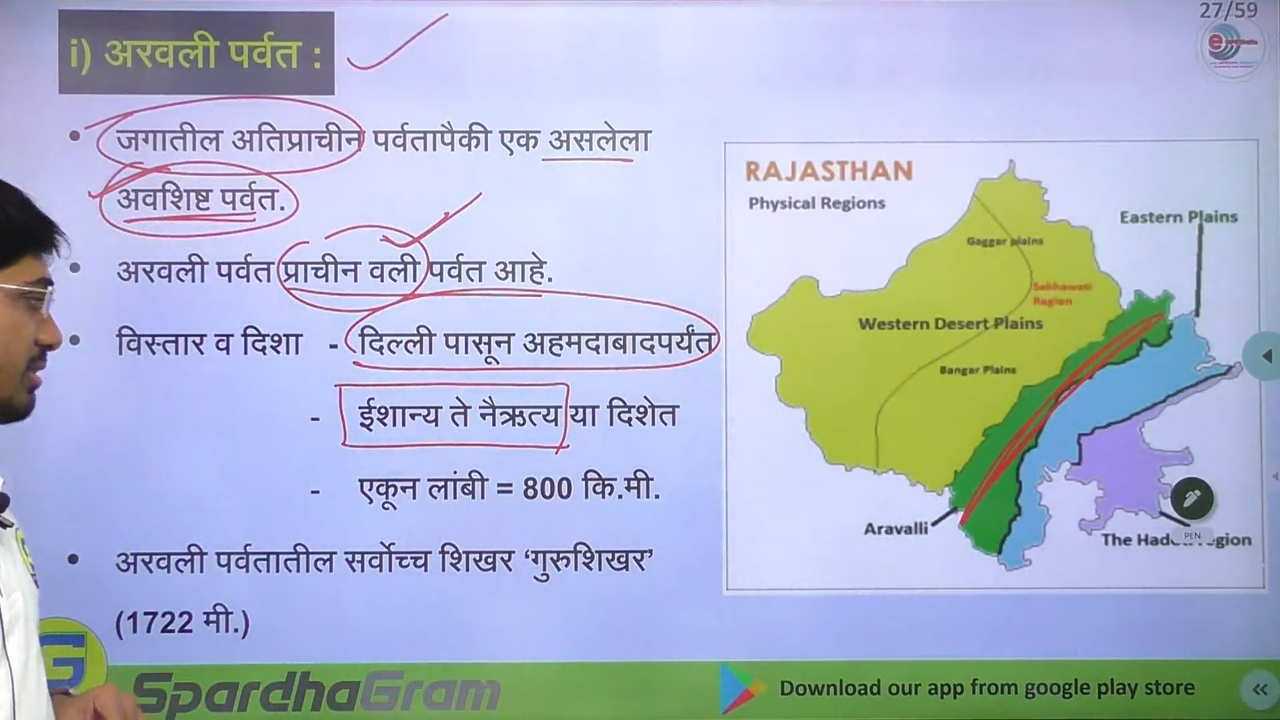 27/59
i) अरवली पर्वत :
• जगातील अतिप्राचीन पर्वतापैकी एक असलेला
अवशिष्ट पर्वत.
• अरवली पर्वत प्राचीन वली पर्वत आहे.
• विस्तार व दिशा - दिल्ली पासून अहमदाबादपर्यंत
- ईशान्य ते नैऋत्य या दिशेत
- एकून लांबी = 800 कि.मी.
• अरवली पर्वतातील सर्वोच्च शिखर ‘गुरुशिखर’
(1722 मी.)
RAJASTHAN
Physical Regions
Eastern Plains
Gaggar plains
Sekhawati
Region
Western Desert Plains
Bangar Plains
Aravalli
The
PEN
SpardhaGram
Download our app from google play store